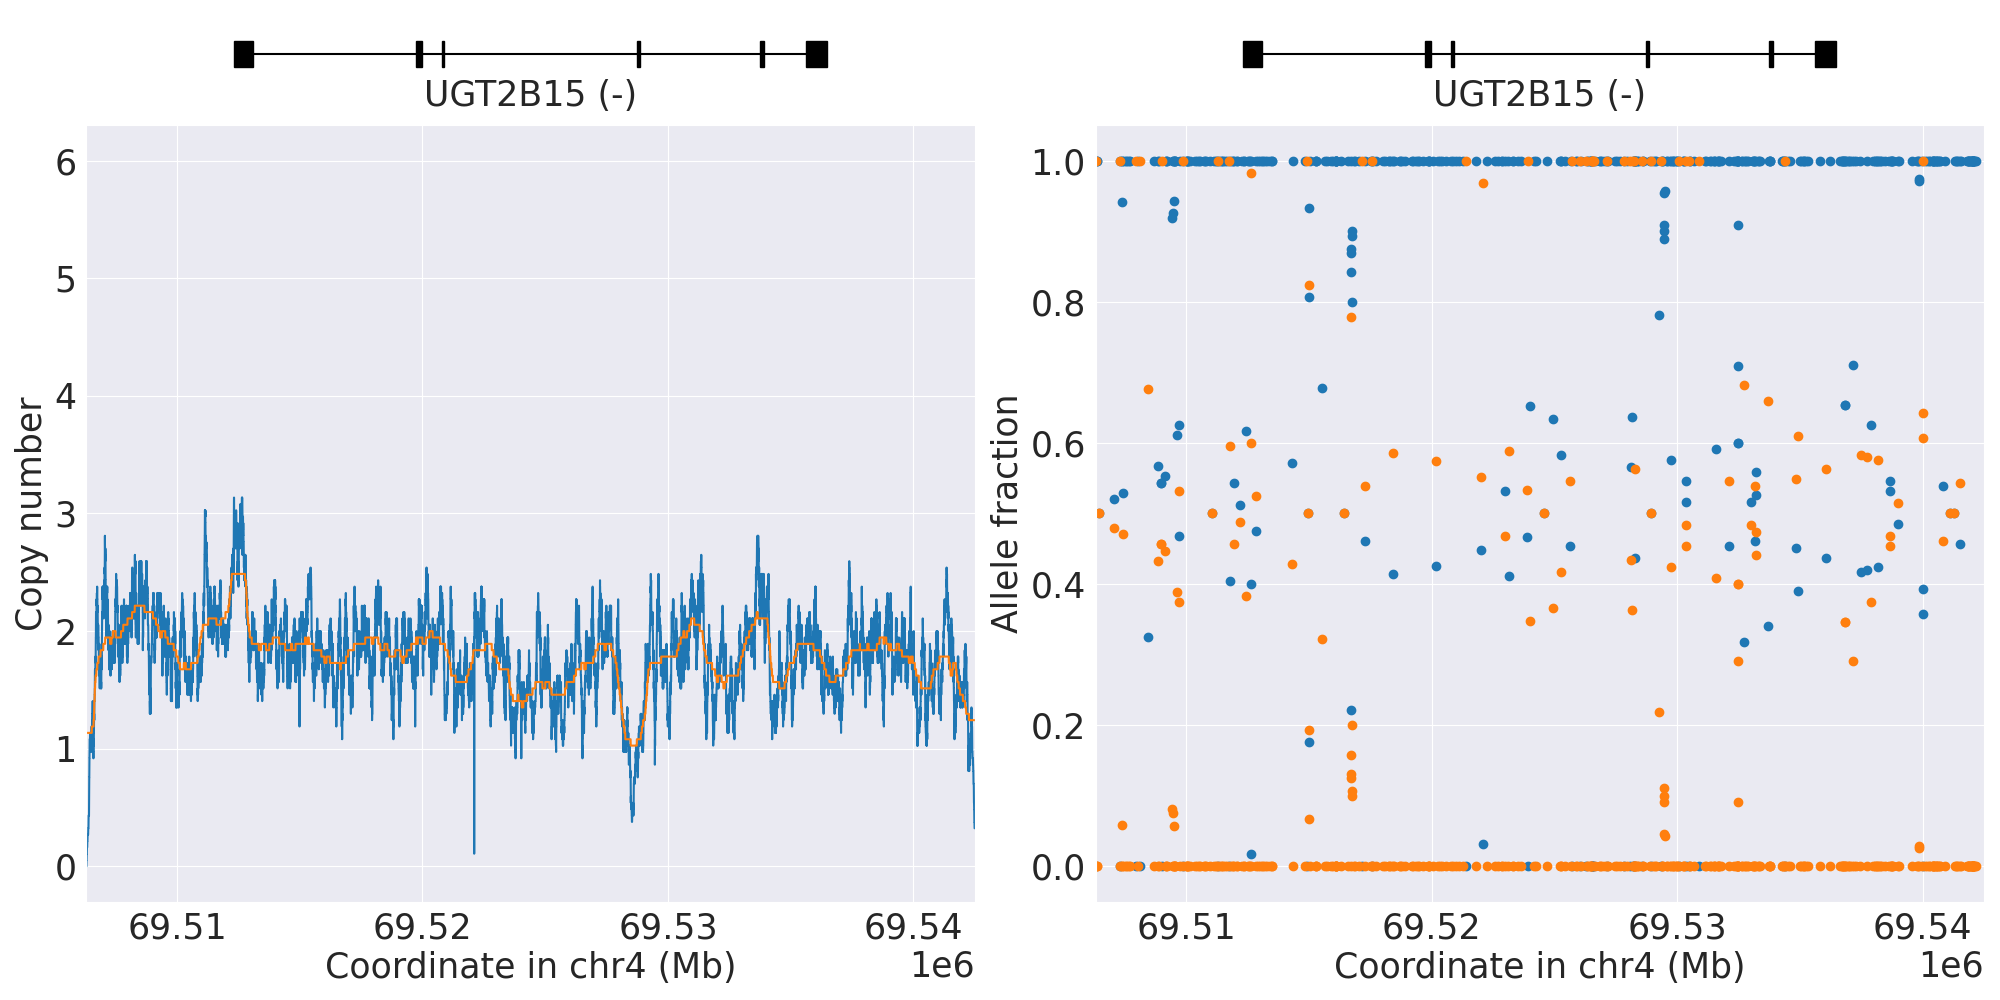 UGT2B15 (-)
Copy number
6
5
4
3
2
1
0
69.51 69.52 69.53 69.54
Coordinate in chr4 (Mb)
1e6
UGT2B15 (-)
Allele fraction
1.0
0.8
0.6
0.4
0.2
0.0
69.51 69.52 69.53 69.54
Coordinate in chr4 (Mb)
1e6